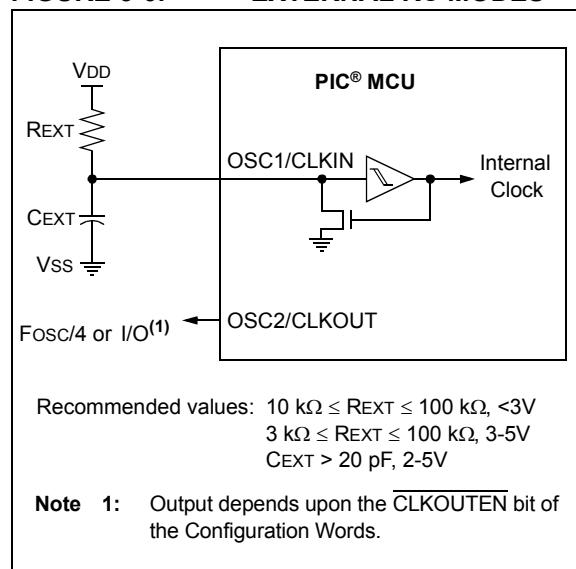 FIGURE EXTERNAL RC MODES
VDD
PIC® MCU
REXT
OSC1/CLKIN
Internal
Clock
CEXT
VSS
OSC2/CLKOUT
FOSC/4 or I/O(1)
Recommended values: 10 kΩ ≤ REXT ≤ 100 kΩ, <3V
3 kΩ ≤ REXT ≤ 100 kΩ, 3-5V
CEXT > 20 pF, 2-5V
Note 1: Output depends upon the CLKOUTEN bit of
the Configuration Words.